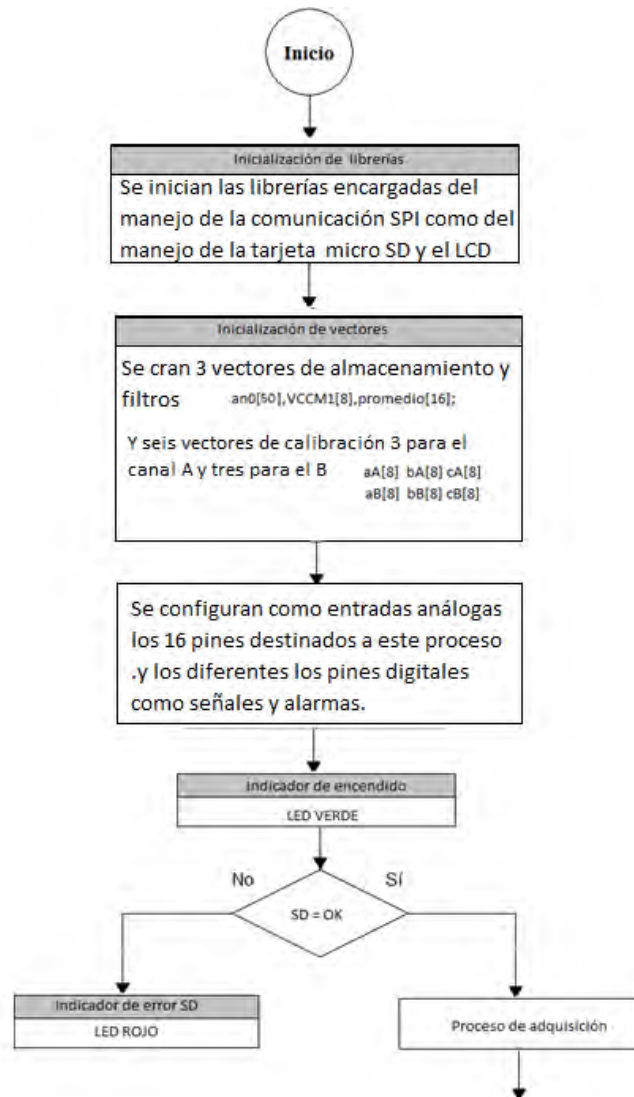 Inicio
Inicialización de librerías
Se inician las librerías encargadas del
manejo de la comunicación SPI como del
manejo de la tarjeta micro SD y el LCD
Inicialización de vectores
Se cran 3 vectores de almacenamiento y
filtros an0[50],VCCM1[8],promedio[16];
Y seis vectores de calibración 3 para el
canal A y tres para el B aA[8] bA[8] cA[8]
aB[8] bB[8] cB[8]
Se configuran como entradas análogas
los 16 pines destinados a este proceso
.y los diferentes los pines digitales
como señales y alarmas.
Indicador de encendido
LED VERDE
No Sí
SD = OK
Indicador de error SD
LED ROJO
Proceso de adquisición